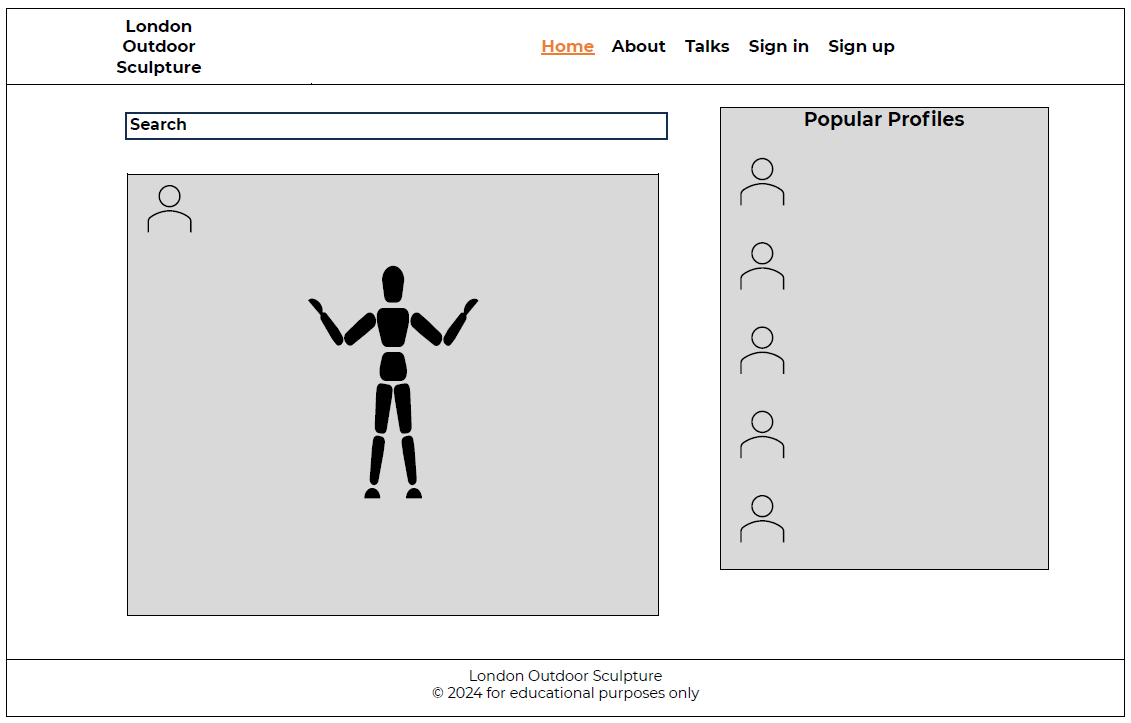 London
Outdoor
Sculpture
Home About Talks Sign in Sign up
Search
Popular Profiles
London Outdoor Sculpture
© 2024 for educational purposes only